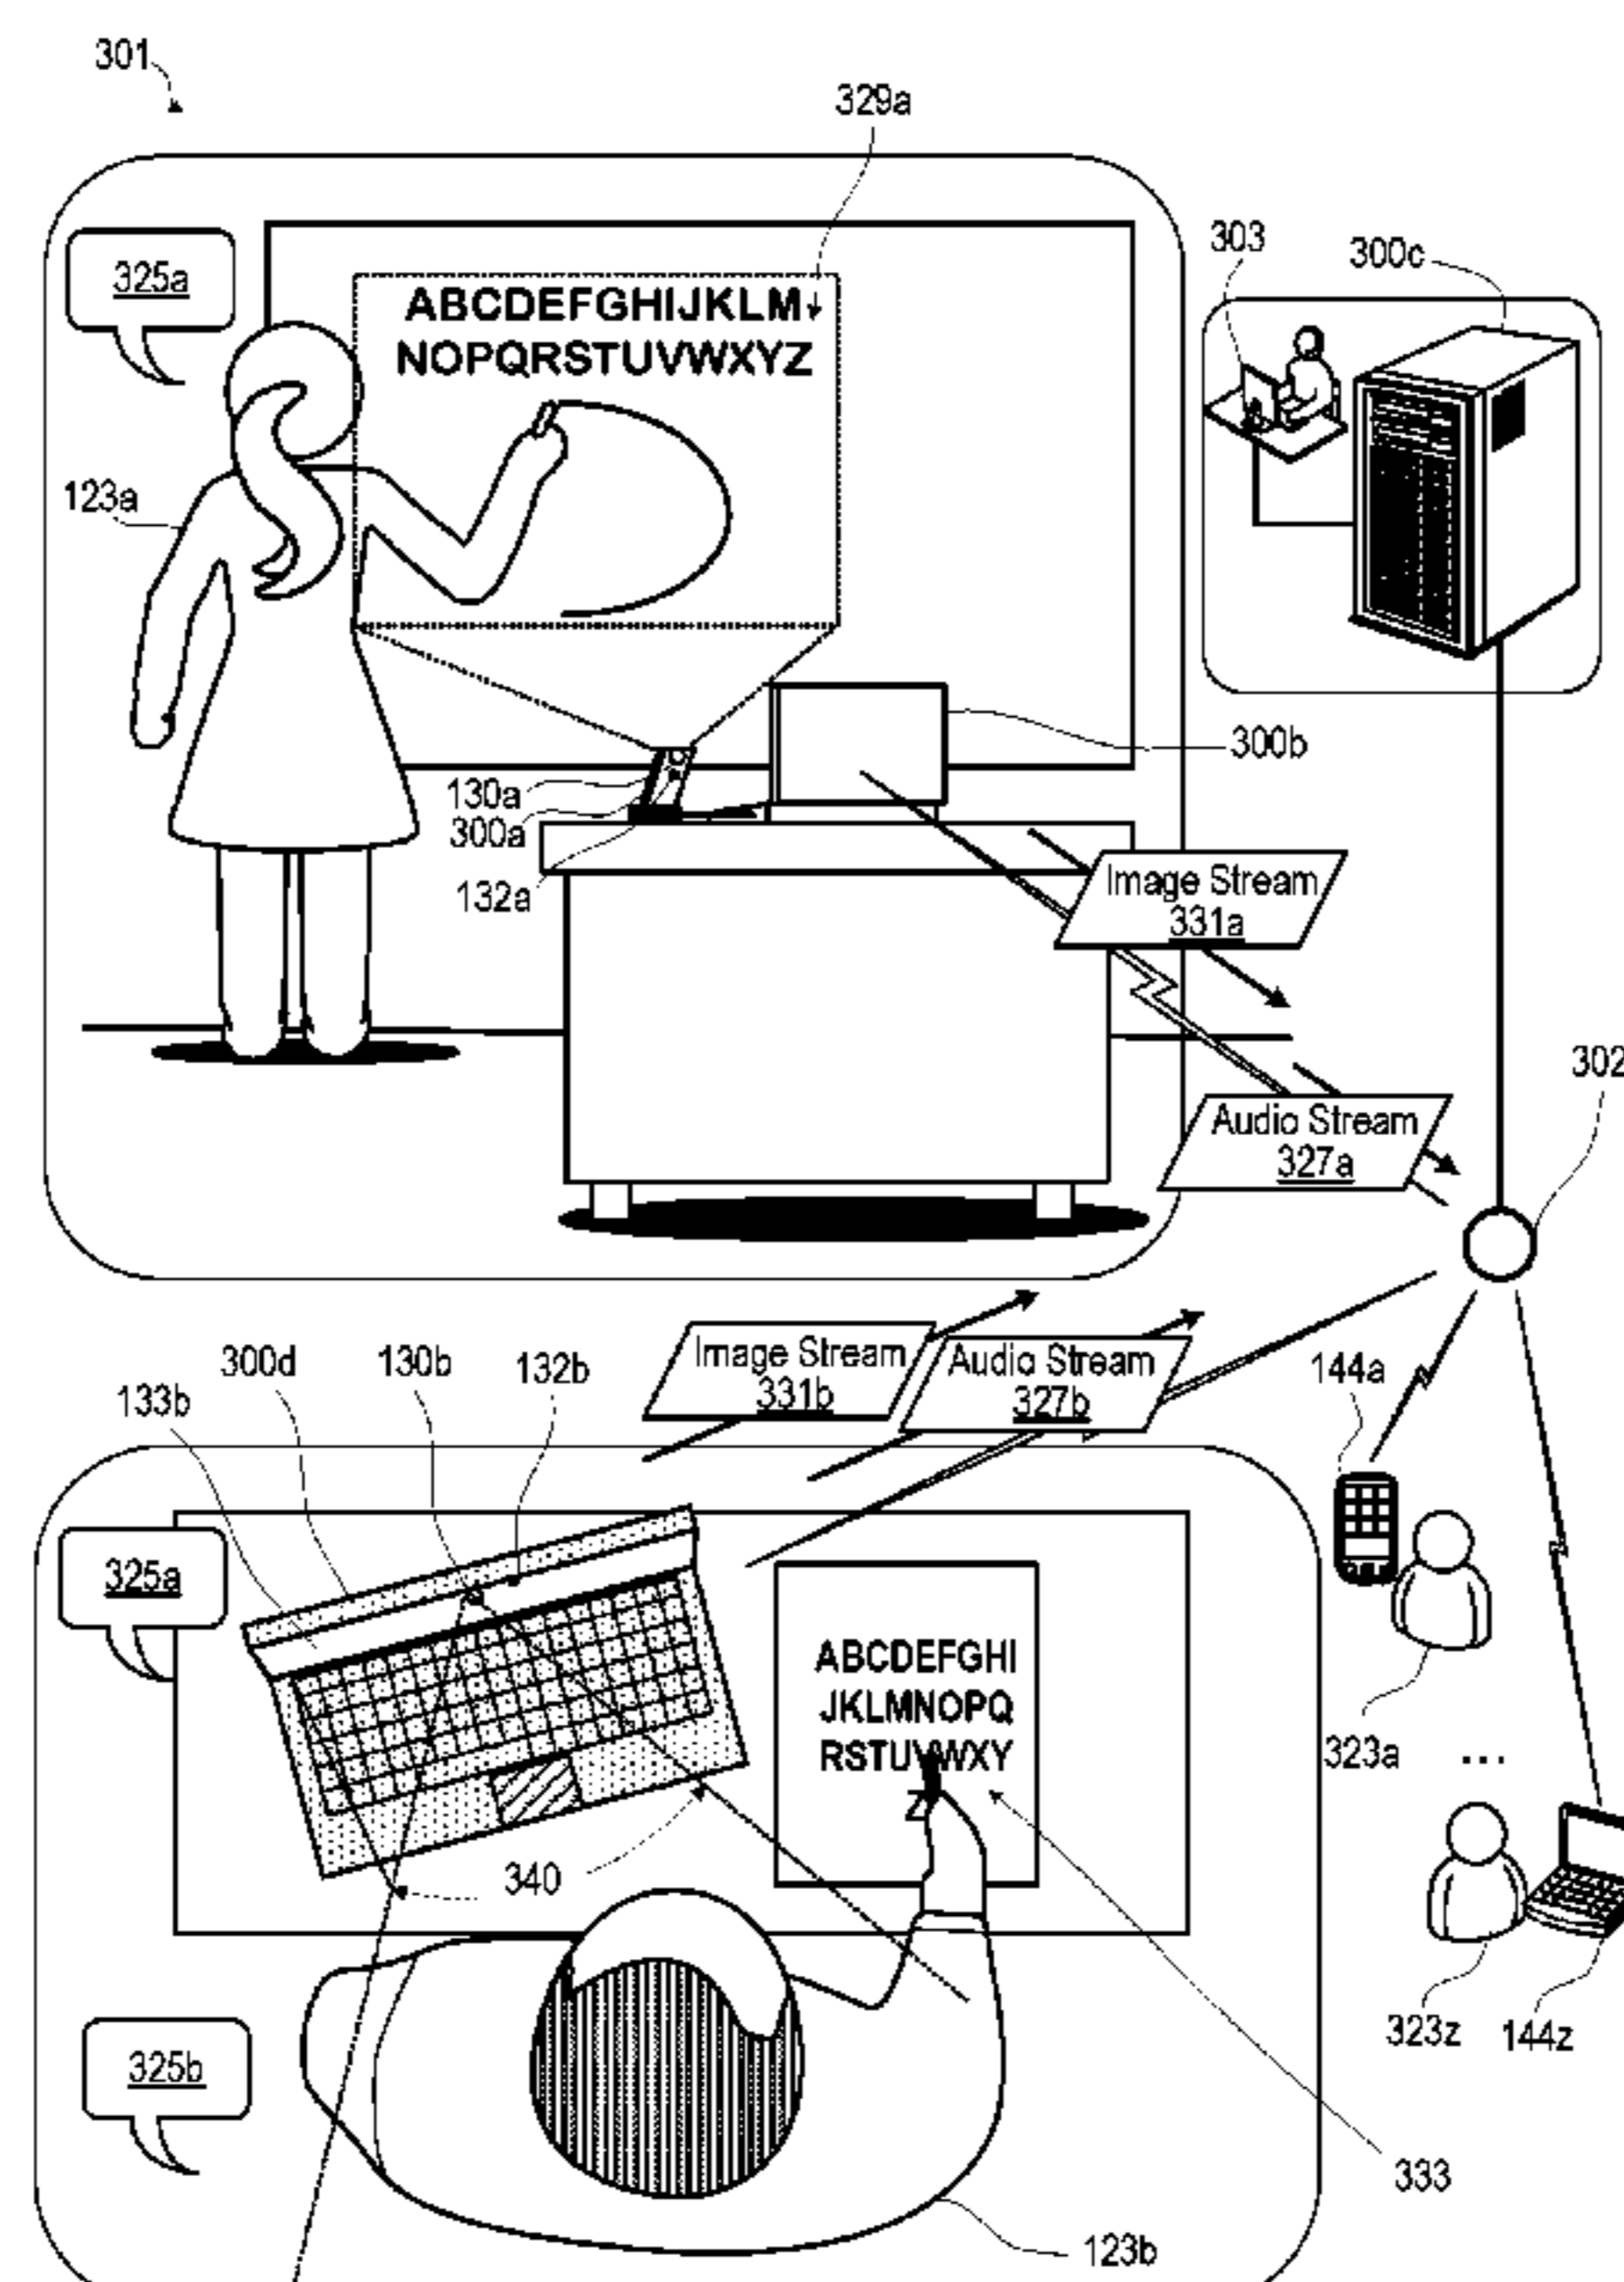 301
329a
303
300c
325a
ABCDEFGHIJKLM
NOPQRSTUVWXYZ
123a
300b
130a
300a
132a
Image Stream
331a
302
Audio Stream
327a
Image Stream
331b
Audio Stream
327b
300d
130b
132b
133b
144a
325a
ABCDEFGHI
JKLMNOPQ
RSTUVWXY
Z
323a
...
340
323z
144z
325b
333
123b